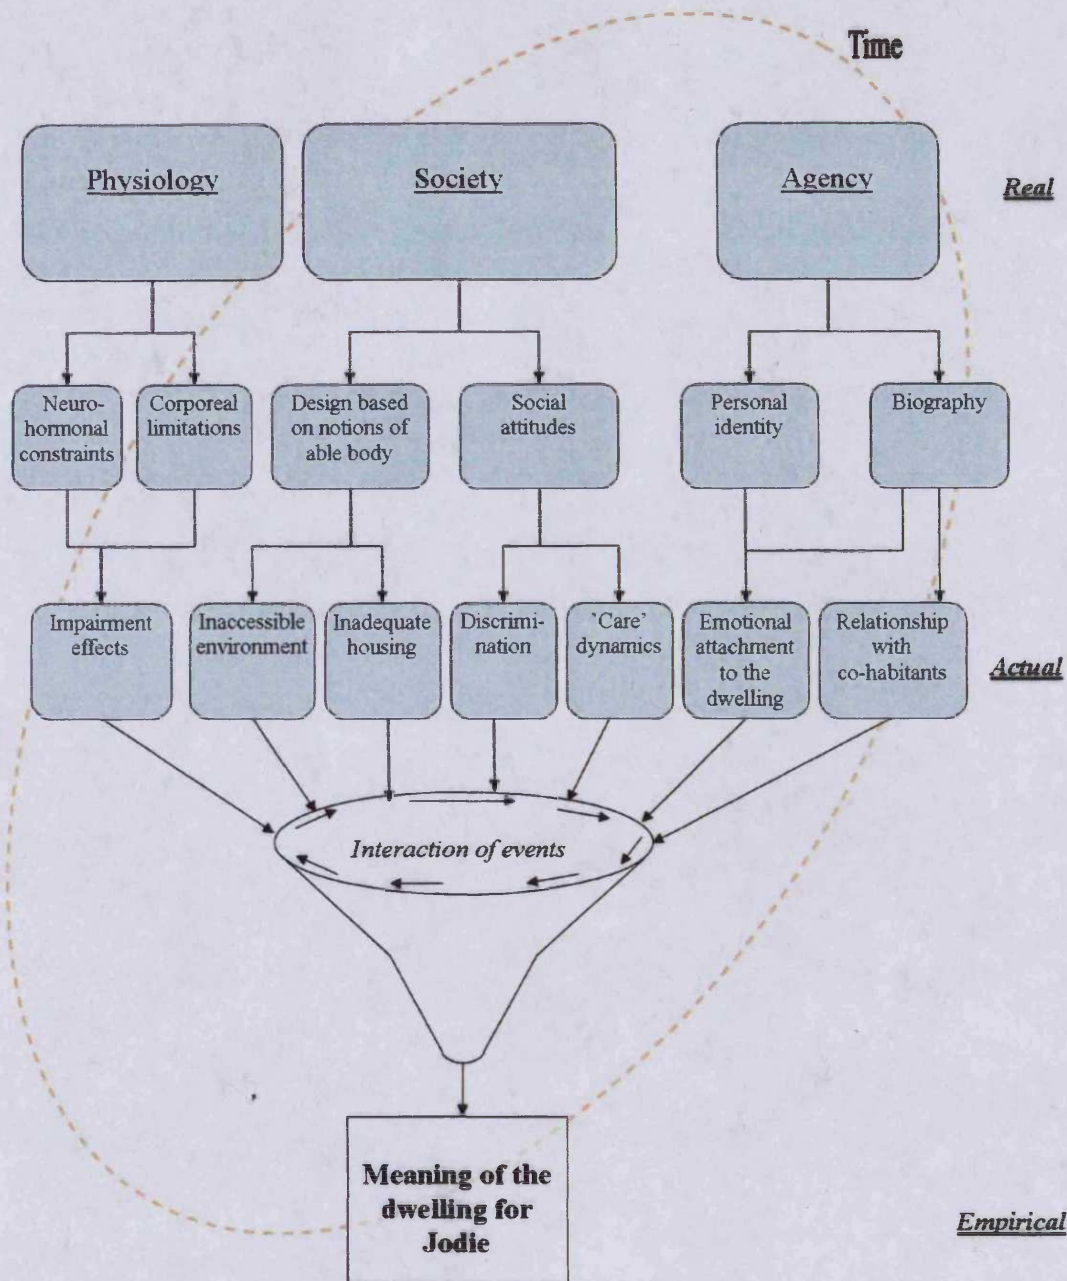 Time
Physiology
Society
Agency
Real
Neuro-
hormonal
constraints
Corporeal
limitations
Design based
on notions of
able body
Social
attitudes
Personal
identity
Biography
Impairment
effects
Inaccessible
environment
Inadequate
housing
Discrimi-
nation
'Care'
dynamics
Emotional
attachment
to the
dwelling
Relationship
with
co-habitants
Actual
Interaction of events
Meaning of the
dwelling for
Jodie
Empirical